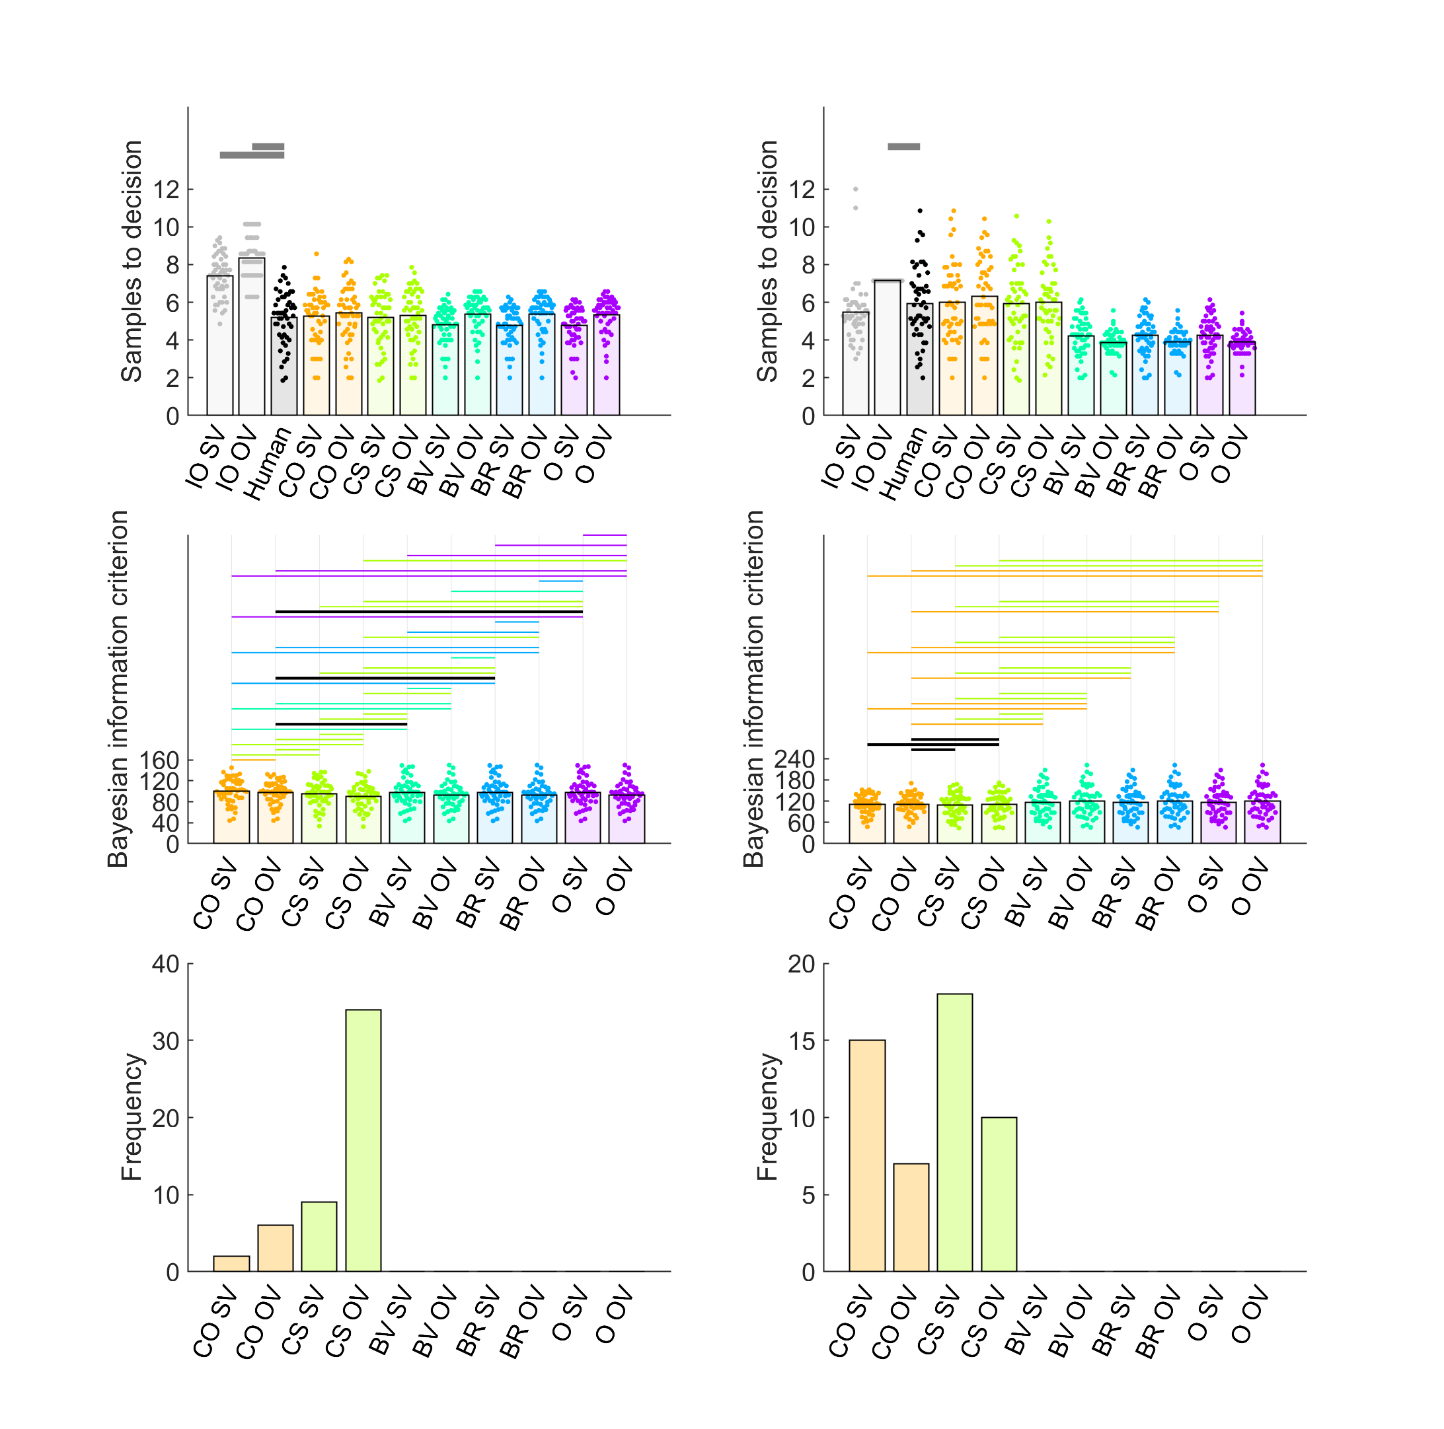 Samples to decision
12
10
8
6
4
2
0
IO SV
IO OV
Human
CO SV
CO OV
CS SV
CS OV
BV SV
BV OV
BR SV
BR OV
O SV
O OV
Samples to decision
12
10
8
6
4
2
0
IO SV
IO OV
Human
CO SV
CO OV
CS SV
CS OV
BV SV
BV OV
BR SV
BR OV
O SV
O OV
Bayesian information criterion
160
120
80
40
0
CO SV
CO OV
CS SV
CS OV
BV SV
BV OV
BR SV
BR OV
O SV
O OV
Bayesian information criterion
240
180
120
60
0
CO SV
CO OV
CS SV
CS OV
BV SV
BV OV
BR SV
BR OV
O SV
O OV
Frequency
40
30
20
10
0
CO SV
CO OV
CS SV
CS OV
BV SV
BV OV
BR SV
BR OV
O SV
O OV
Frequency
20
15
10
5
0
CO SV
CO OV
CS SV
CS OV
BV SV
BV OV
BR SV
BR OV
O SV
O OV